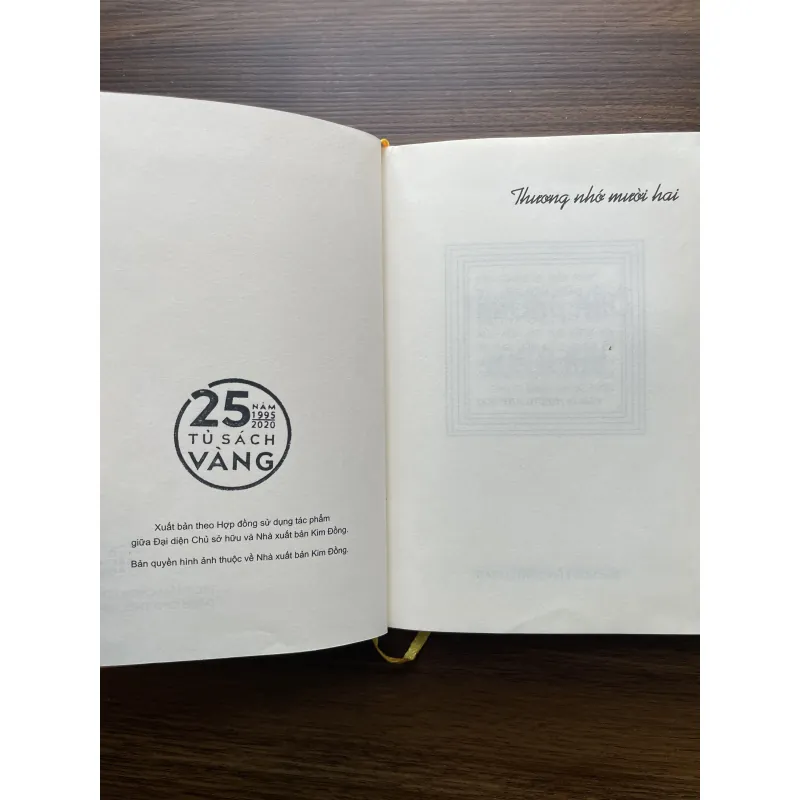 25 NĂM
1995
2020
TỦ SÁCH
VÀNG
Xuất bản theo Hợp đồng sử dụng tác phẩm
giữa Đại diện Chủ sở hữu và Nhà xuất bản Kim Đồng.
Bản quyền hình ảnh thuộc về Nhà xuất bản Kim Đồng.
Thương nhớ mười hai